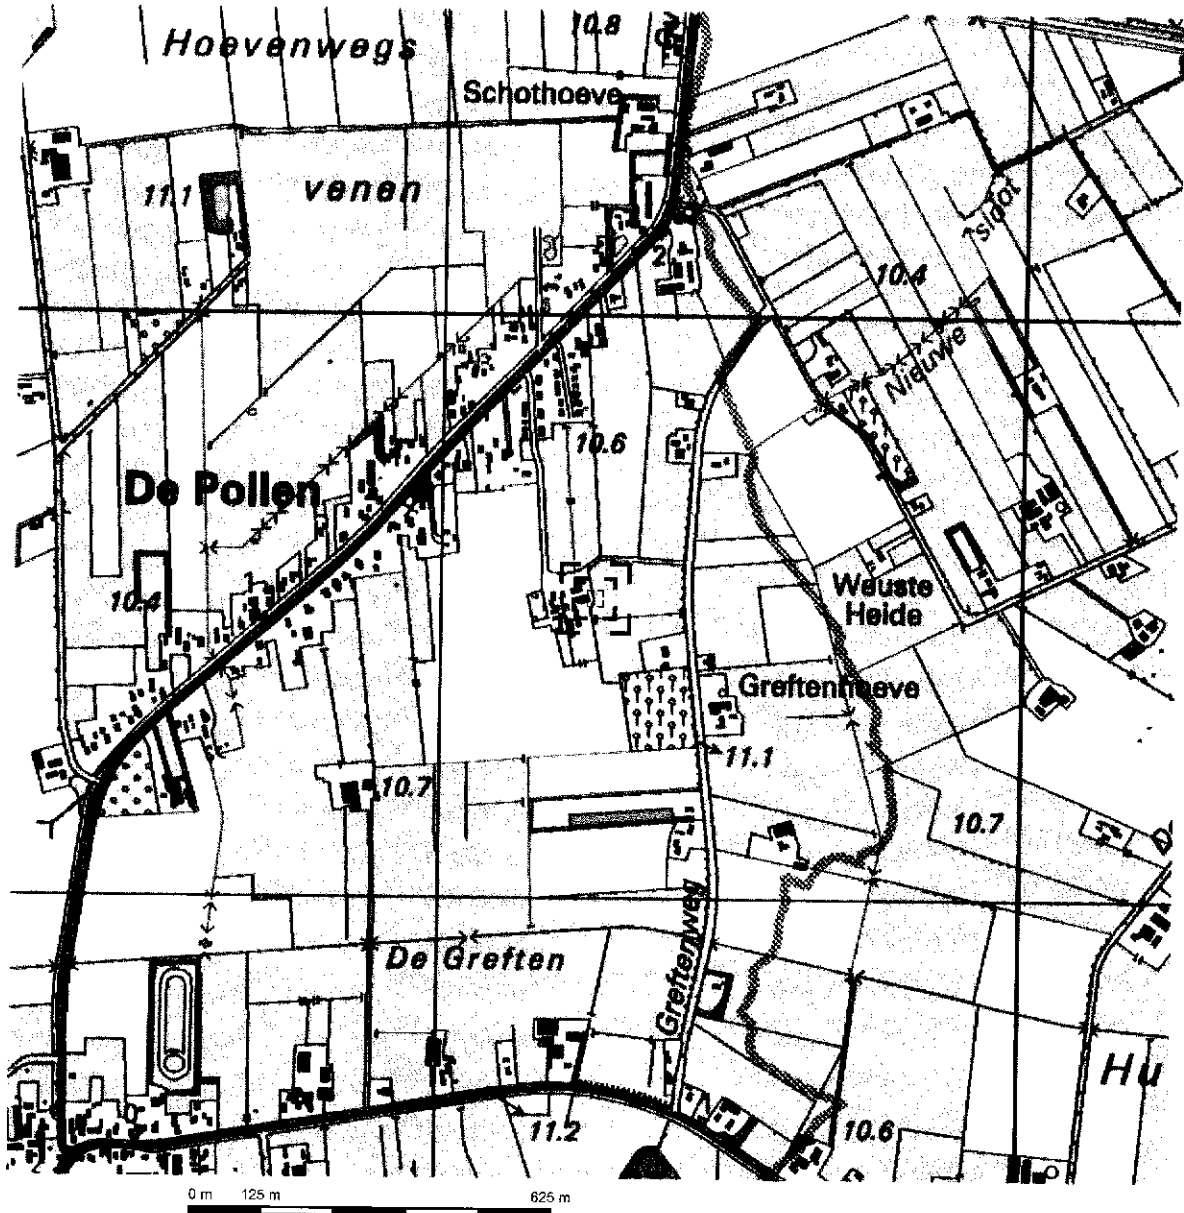 10.8
Hoevenwegs
Schothoeve
11.1
venen
sloot
2
10.4
Nieuwe
10.6
De Pollen
10.4
Weuste
Heide
Greftenhoeve
11.1
10.7
10.7
De Greften
Greftenweg
Hu
11.2
10.6
0 m 125 m 625 m